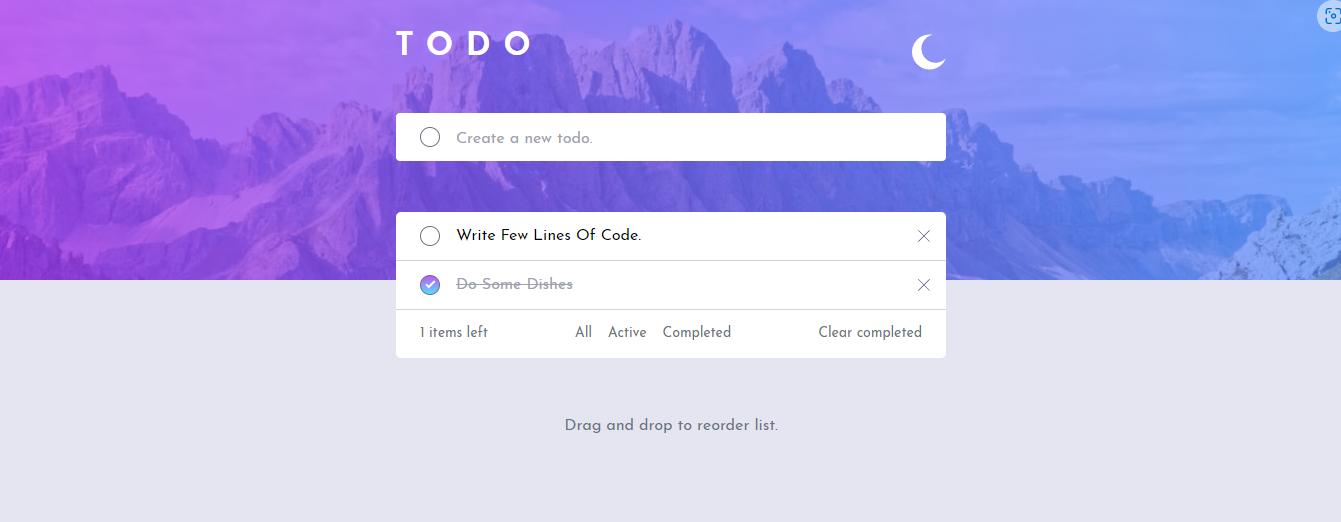 TODO
Create a new todo.
Write Few Lines Of Code.
Do Some Dishes
1 items left All Active Completed Clear completed
Drag and drop to reorder list.